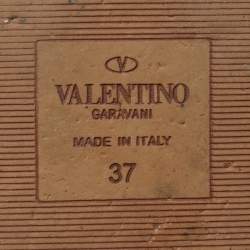 VALENTINO
GARAVANI
MADE IN ITALY
37